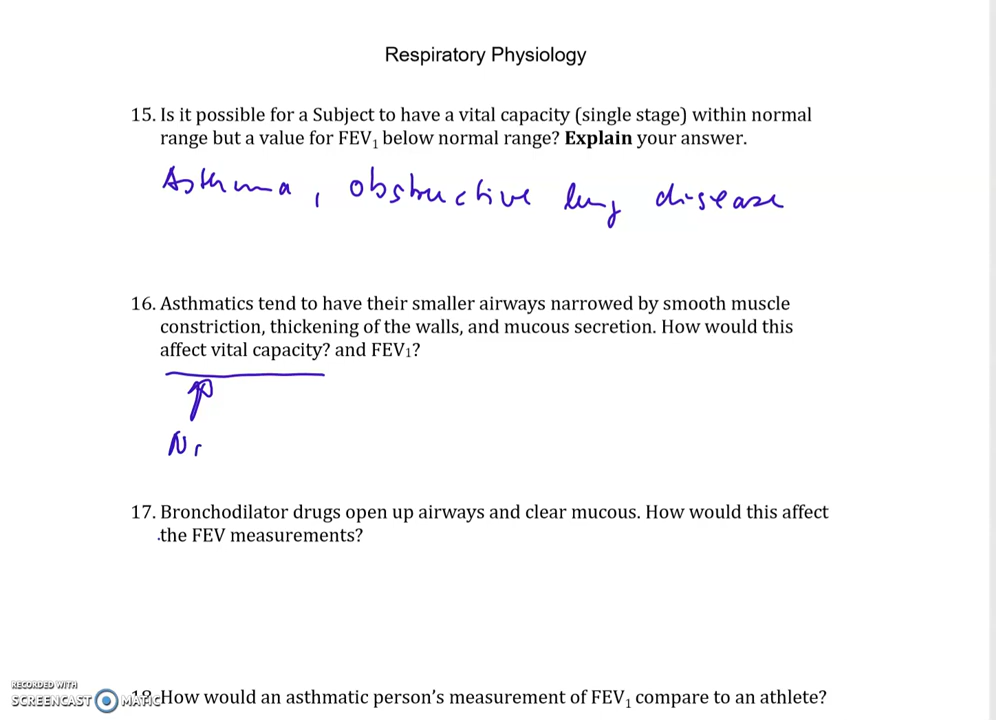 Respiratory Physiology
15. Is it possible for a Subject to have a vital capacity (single stage) within normal
range but a value for FEV₁ below normal range? Explain your answer.
Asthma, obstructive lung disease
16. Asthmatics tend to have their smaller airways narrowed by smooth muscle
constriction, thickening of the walls, and mucous secretion. How would this
affect vital capacity? and FEV₁?
17. Bronchodilator drugs open up airways and clear mucous. How would this affect
the FEV measurements?
18. How would an asthmatic person's measurement of FEV₁ compare to an athlete?
RECORDED WITH
SCREENCAST MATIC